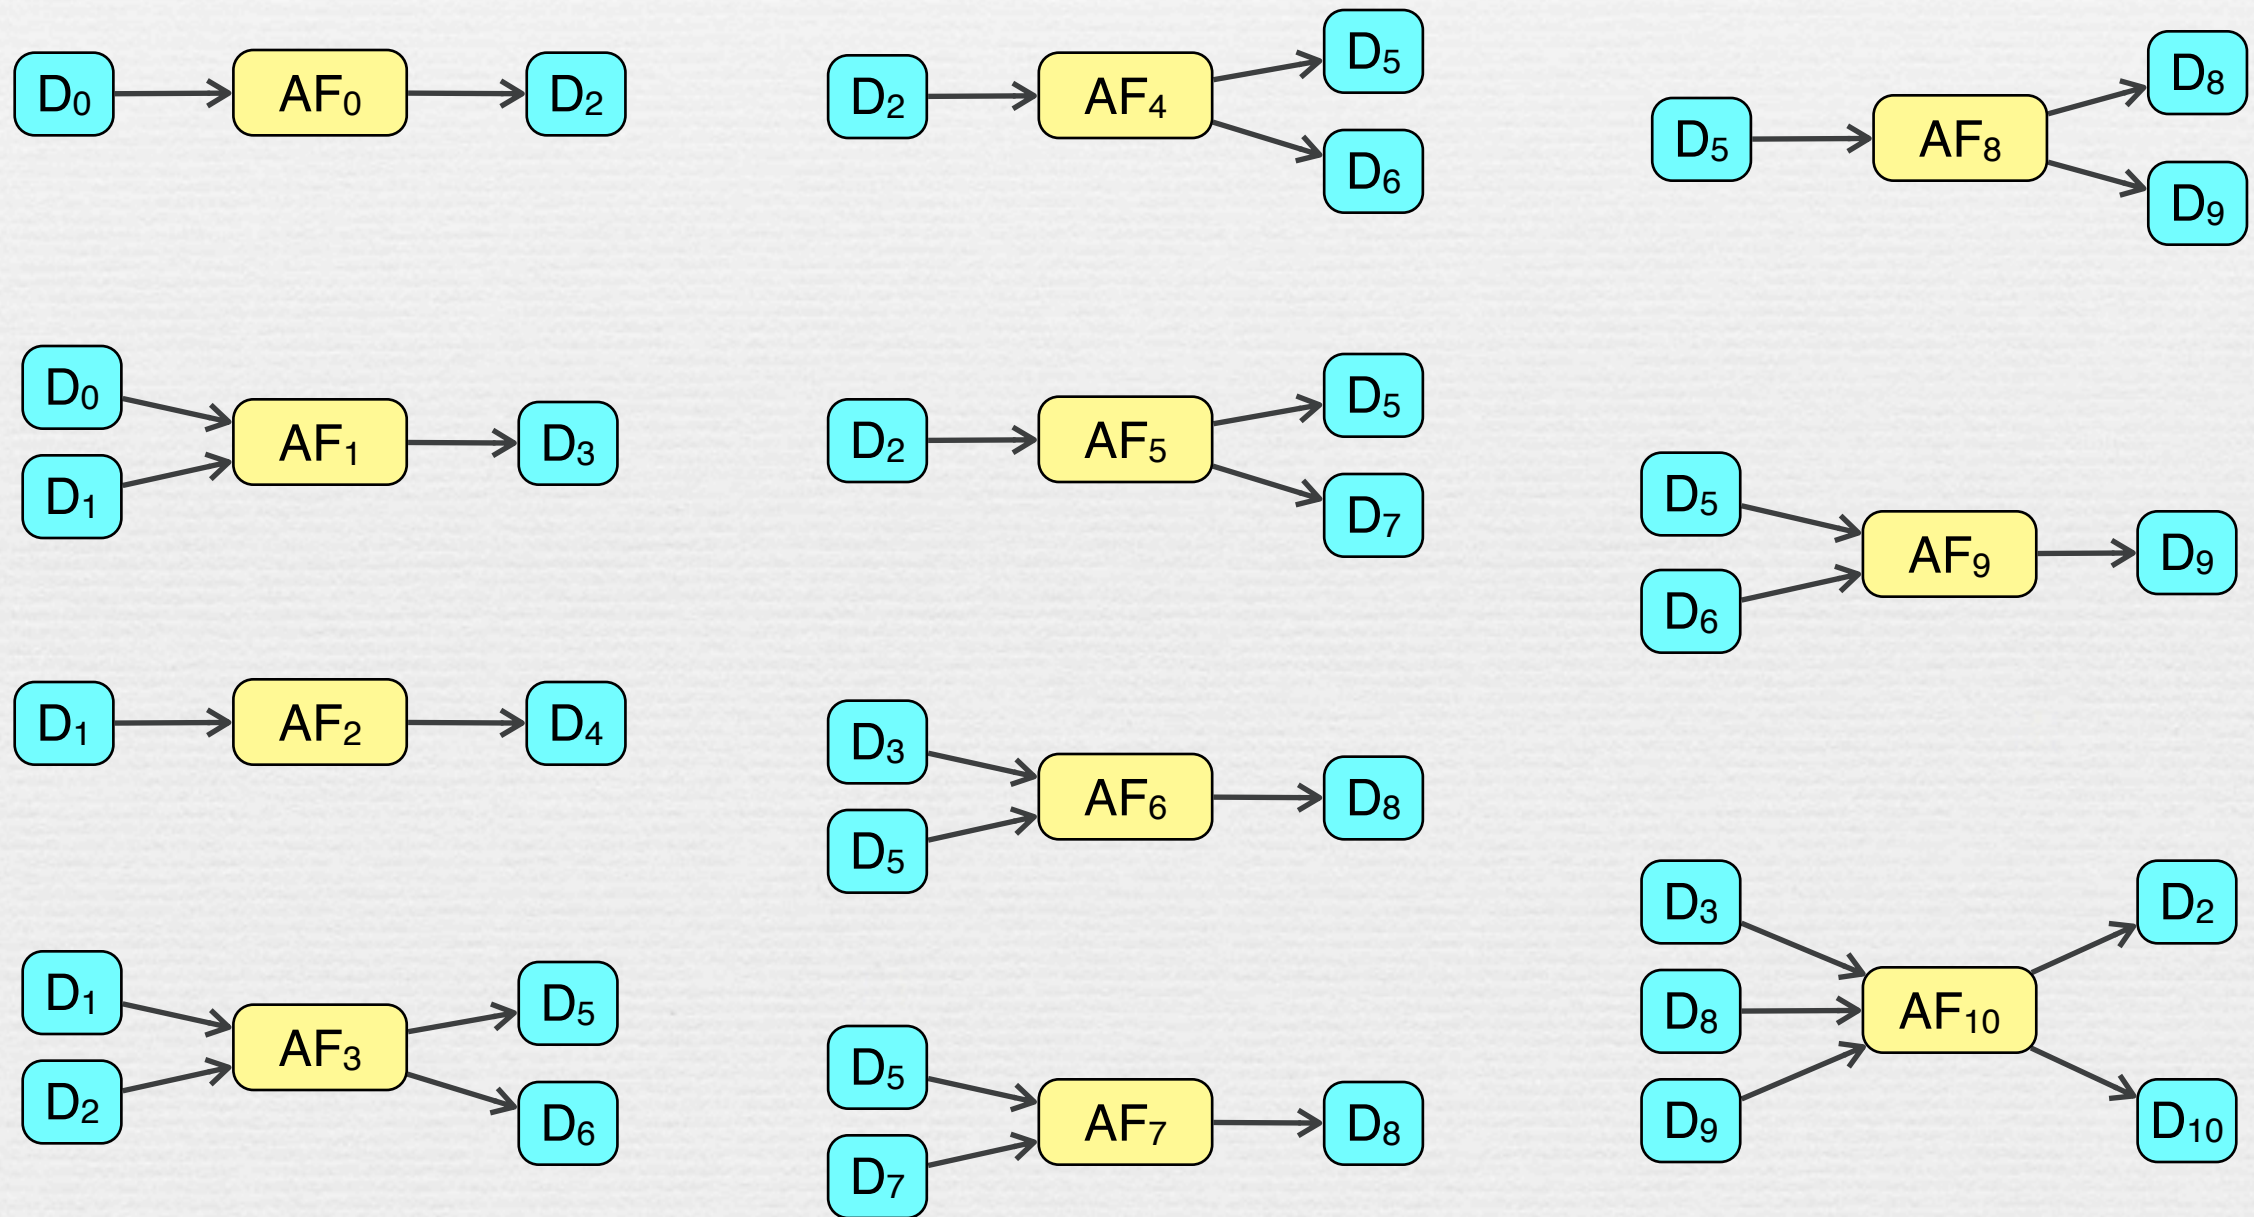 D0 AF0 D2
D0
D1 AF1 D3
D1 AF2 D4
D1
D2 AF3 D5
D6
D2 AF4 D5
D6
D2 AF5 D5
D7
D3
D5 AF6 D8
D5
D7 AF7 D8
D5 AF8 D8
D9
D5
D6 AF9 D9
D3
D8
D9 AF10 D2
D10